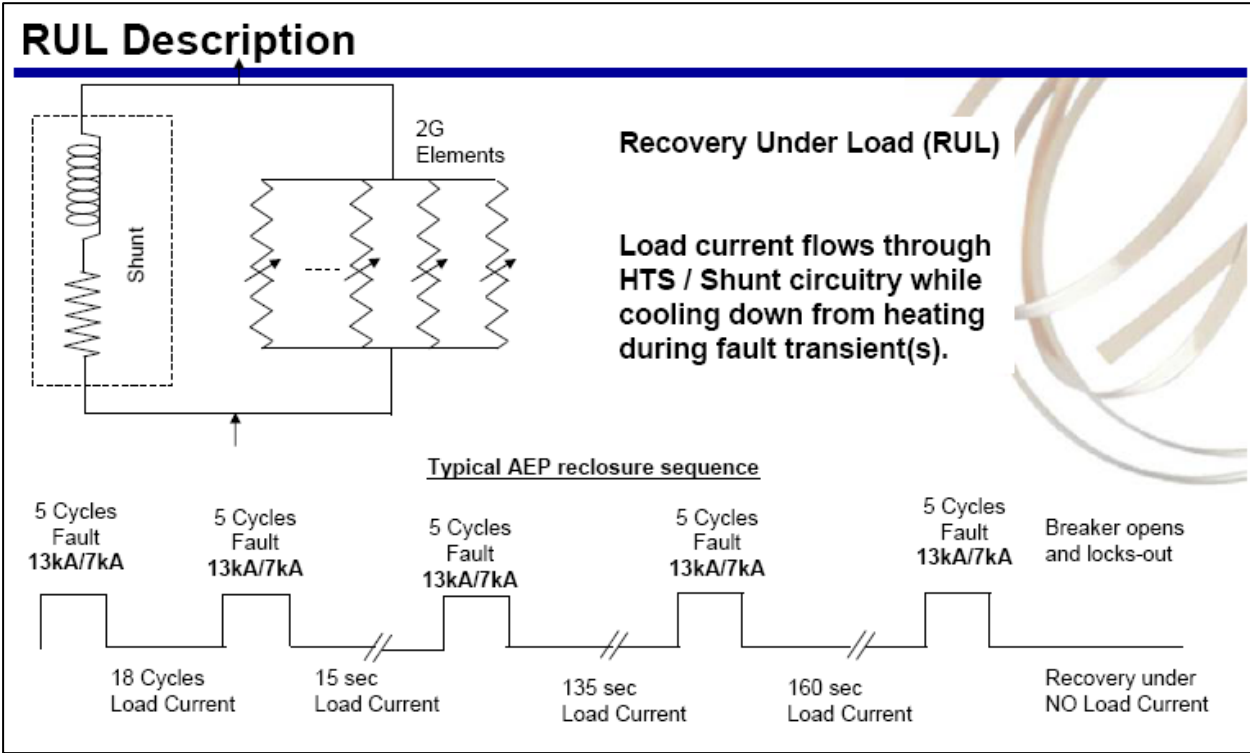 RUL Description
2G
Elements
Shunt
Recovery Under Load (RUL)
Load current flows through
HTS / Shunt circuitry while
cooling down from heating
during fault transient(s).
Typical AEP reclosure sequence
5 Cycles
Fault
13kA/7kA
5 Cycles
Fault
13kA/7kA
5 Cycles
Fault
13kA/7kA
5 Cycles
Fault
13kA/7kA
5 Cycles
Fault
13kA/7kA
Breaker opens
and locks-out
18 Cycles
Load Current
15 sec
Load Current
135 sec
Load Current
160 sec
Load Current
Recovery under
NO Load Current